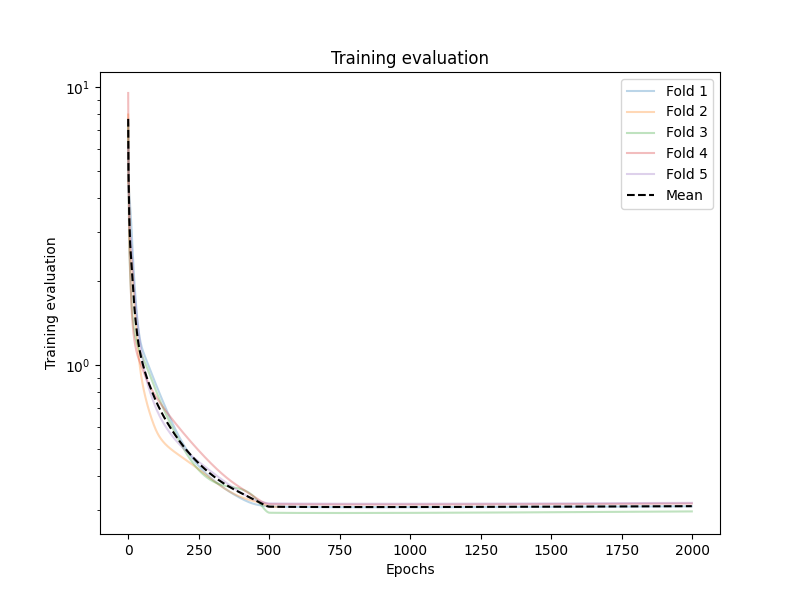 Training evaluation
10¹
10⁰
Training evaluation
Fold 1
Fold 2
Fold 3
Fold 4
Fold 5
Mean
0 250 500 750 1000 1250 1500 1750 2000
Epochs